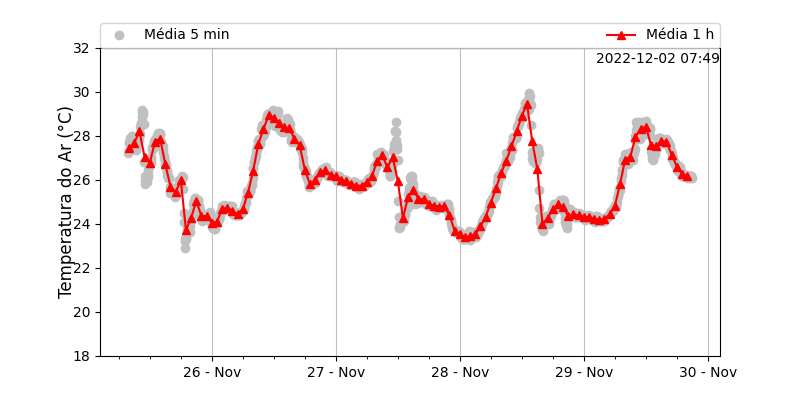 Média 5 min
Média 1 h
2022-12-02 07:49
Temperatura do Ar (°C)
32
30
28
26
24
22
20
18
26 - Nov
27 - Nov
28 - Nov
29 - Nov
30 - Nov